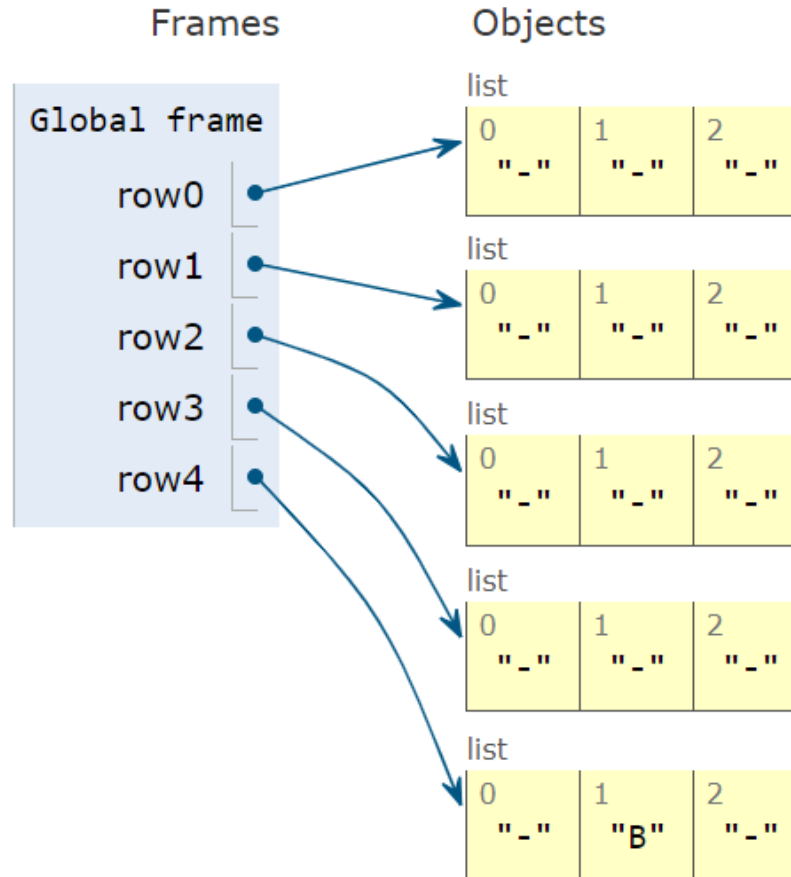 Frames
Objects
Global frame
row0
row1
row2
row3
row4
list
0 1 2
"-" "-" "-"
list
0 1 2
"-" "-" "-"
list
0 1 2
"-" "-" "-"
list
0 1 2
"-" "-" "-"
list
0 1 2
"-" "B" "-"